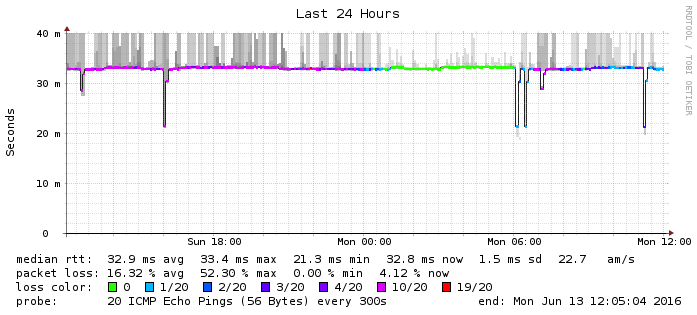 Last 24 Hours
RRDTOOL / TOBI OETIKER
Seconds
40 m
30 m
20 m
10 m
0
Sun 18:00 Mon 00:00 Mon 06:00 Mon 12:00
median rtt: 32.9 ms avg 33.4 ms max 21.3 ms min 32.8 ms now 1.5 ms sd 22.7 am/s
packet loss: 16.32 % avg 52.30 % max 0.00 % min 4.12 % now
loss color: 0 1/20 2/20 3/20 4/20 10/20 19/20
probe: 20 ICMP Echo Pings (56 Bytes) every 300s end: Mon Jun 13 12:05:04 2016